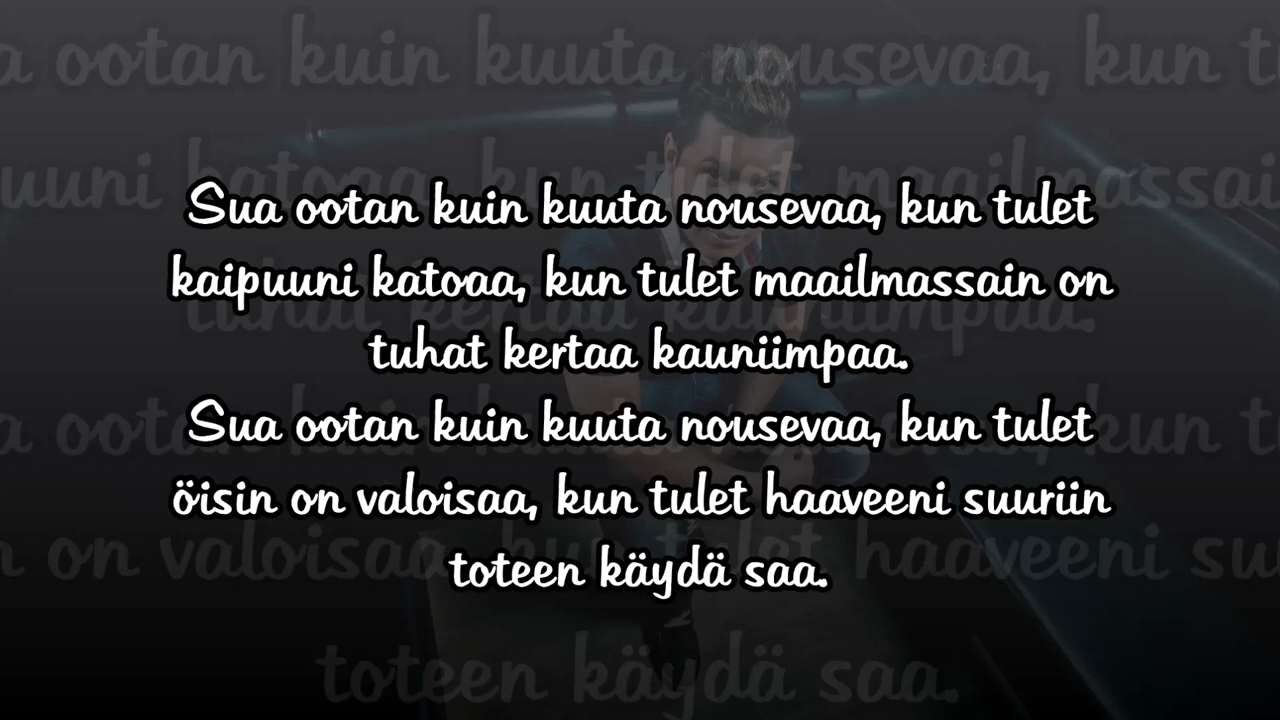 Sua ootan kuin kuuta nousevaa, kun tulet
kaipuuni katoaa, kun tulet maailmassain on
tuhat kertaa kauniimpaa.
Sua ootan kuin kuuta nousevaa, kun tulet
öisin on valoisaa, kun tulet haaveeni suuriin
toteen käydä saa.